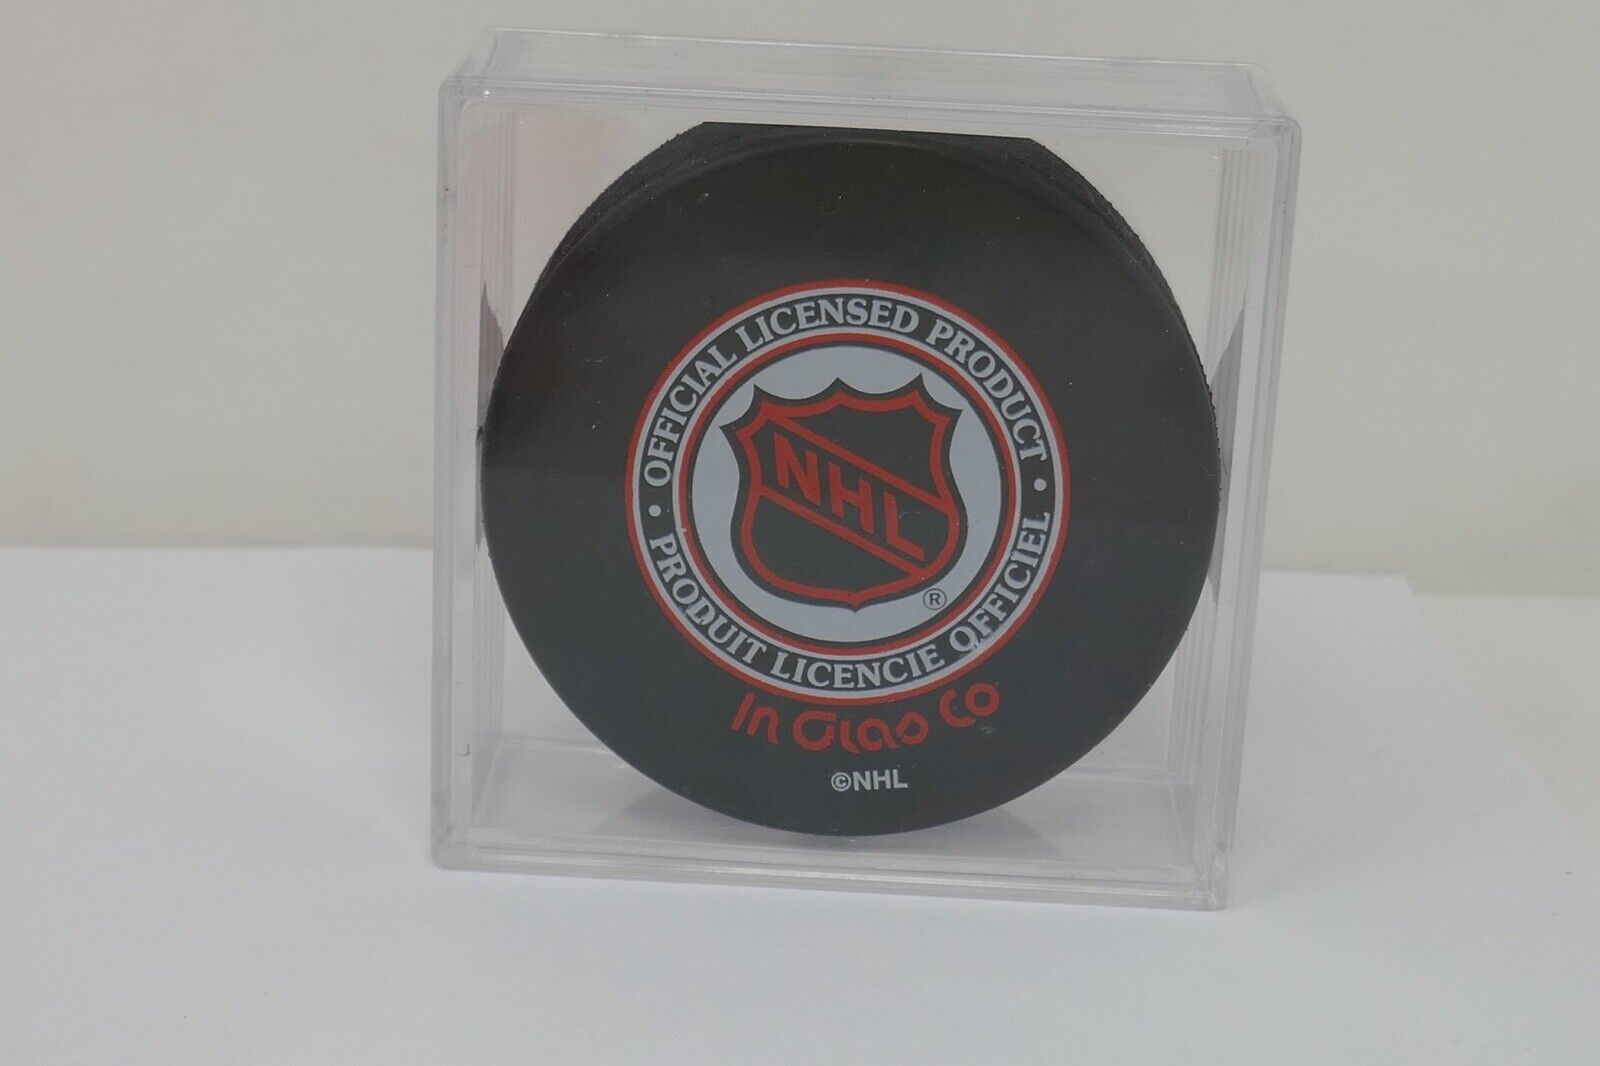 • OFFICIAL LICENSED PRODUCT •
NHL
®
PRODUIT LICENCIE OFFICIEL
In Glas Co
©NHL